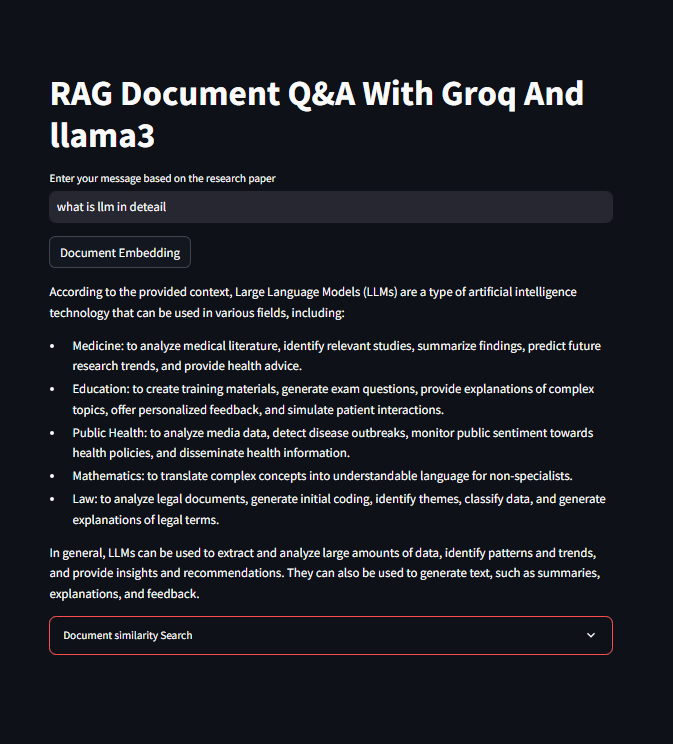 RAG Document Q&A With Groq And
llama3
Enter your message based on the research paper
what is llm in deteail
Document Embedding
According to the provided context, Large Language Models (LLMs) are a type of artificial intelligence
technology that can be used in various fields, including:
• Medicine: to analyze medical literature, identify relevant studies, summarize findings, predict future
research trends, and provide health advice.
• Education: to create training materials, generate exam questions, provide explanations of complex
topics, offer personalized feedback, and simulate patient interactions.
• Public Health: to analyze media data, detect disease outbreaks, monitor public sentiment towards
health policies, and disseminate health information.
• Mathematics: to translate complex concepts into understandable language for non-specialists.
• Law: to analyze legal documents, generate initial coding, identify themes, classify data, and generate
explanations of legal terms.
In general, LLMs can be used to extract and analyze large amounts of data, identify patterns and trends,
and provide insights and recommendations. They can also be used to generate text, such as summaries,
explanations, and feedback.
Document similarity Search